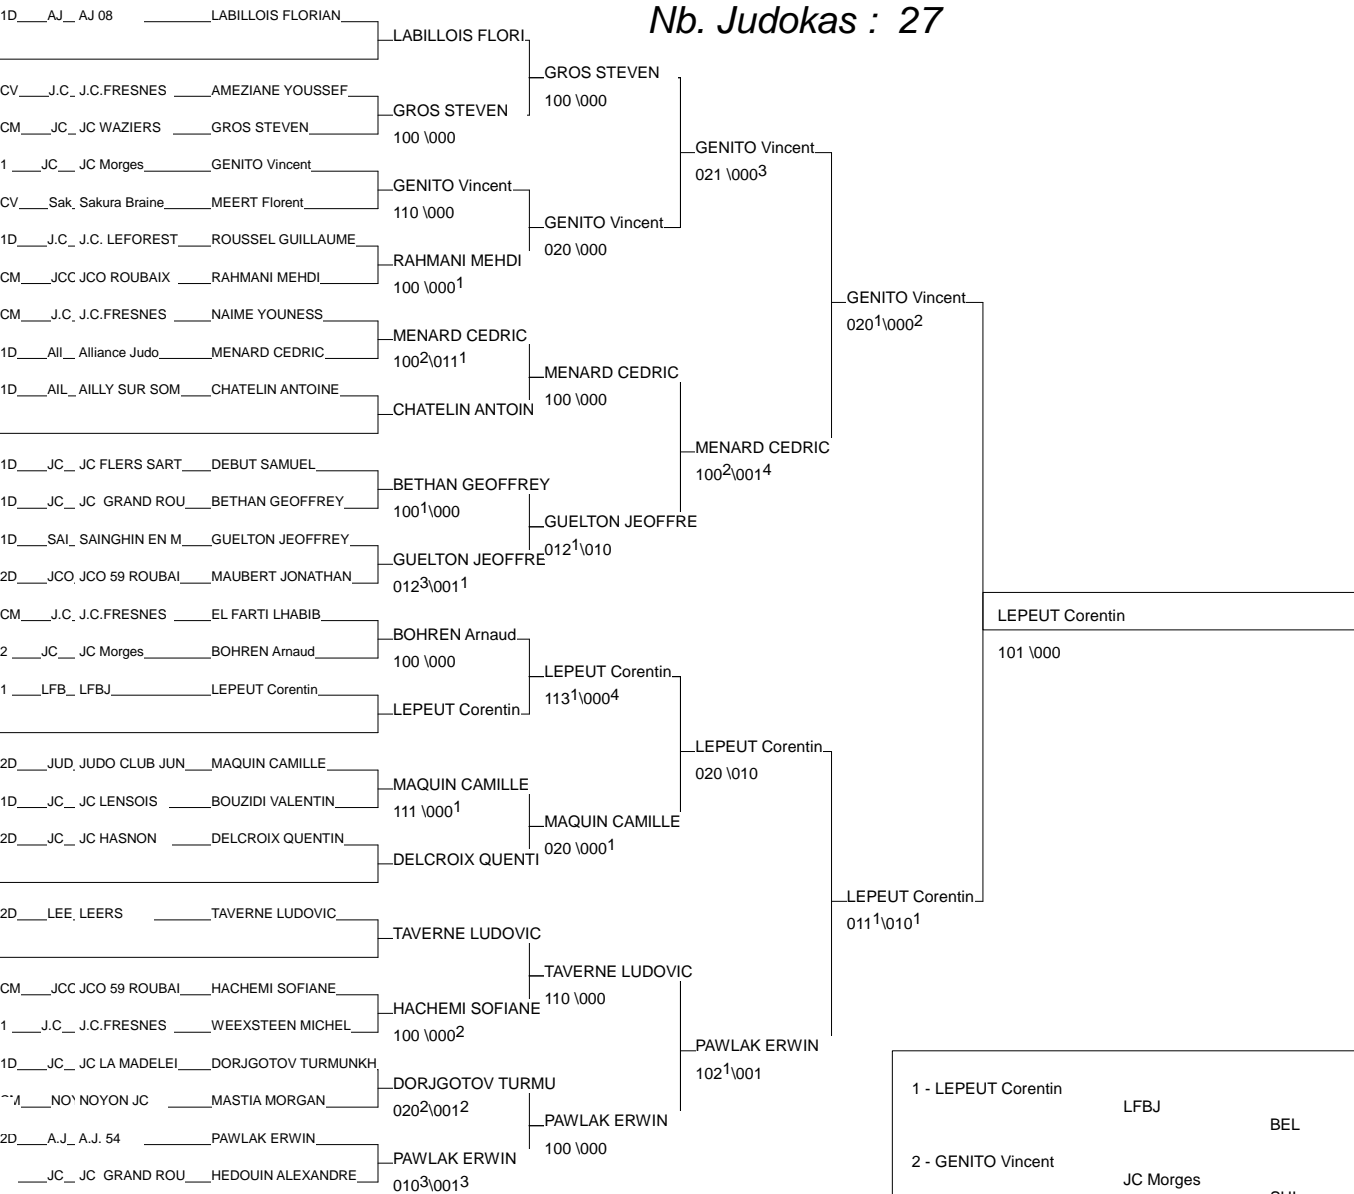 Nb. Judokas : 27
1D AJ AJ 08 LABILLOIS FLORIAN
CV J.C J.C.FRESNES AMEZIANE YOUSSEF
CM JC JC WAZIERS GROS STEVEN
1 JC JC Morges GENITO Vincent
CV Sak Sakura Braine MEERT Florent
1D J.C J.C. LEFOREST ROUSSEL GUILLAUME
CM JCO JCO ROUBAIX RAHMANI MEHDI
CM J.C J.C.FRESNES NAIME YOUNESS
1D All Alliance Judo MENARD CEDRIC
1D AIL AILLY SUR SOM CHATELIN ANTOINE
1D JC JC FLERS SART DEBUT SAMUEL
1D JC JC GRAND ROU BETHAN GEOFFREY
1D SAI SAINGHIN EN M GUELTON JEOFFREY
2D JCO JCO 59 ROUBAI MAUBERT JONATHAN
CM J.C J.C.FRESNES EL FARTI LHABIB
2 JC JC Morges BOHREN Arnaud
1 LFB LFBJ LEPEUT Corentin
2D JUD JUDO CLUB JUN MAQUIN CAMILLE
1D JC JC LENSOIS BOUZIDI VALENTIN
2D JC JC HASNON DELCROIX QUENTIN
2D LEE LEERS TAVERNE LUDOVIC
CM JCO JCO 59 ROUBAI HACHEMI SOFIANE
1 J.C J.C.FRESNES WEEXSTEEN MICHEL
1D JC JC LA MADELEI DORJGOTOV TURMUNKH
NOY NOYON JC MASTIA MORGAN
2D A.J A.J. 54 PAWLAK ERWIN
JC JC GRAND ROU HEDOUIN ALEXANDRE
LABILLOIS FLORI
GROS STEVEN
100 \000
GENITO Vincent
110 \000
RAHMANI MEHDI
100 \000¹
MENARD CEDRIC
100²\011¹
CHATELIN ANTOIN
BETHAN GEOFFREY
100¹\000
GUELTON JEOFFRE
012³\001¹
BOHREN Arnaud
100 \000
LEPEUT Corentin
MAQUIN CAMILLE
111 \000¹
DELCROIX QUENTI
TAVERNE LUDOVIC
HACHEMI SOFIANE
100 \000²
DORJGOTOV TURMU
020²\001²
PAWLAK ERWIN
010³\001³
GROS STEVEN
100 \000
GENITO Vincent
020 \000
MENARD CEDRIC
100 \000
GUELTON JEOFFRE
012¹\010
LEPEUT Corentin
113¹\000⁴
MAQUIN CAMILLE
020 \000¹
TAVERNE LUDOVIC
110 \000
PAWLAK ERWIN
100 \000
GENITO Vincent
021 \000³
MENARD CEDRIC
100²\001⁴
LEPEUT Corentin
020 \010
PAWLAK ERWIN
102¹\001
GENITO Vincent
020¹\000²
LEPEUT Corentin
011¹\010¹
LEPEUT Corentin
101 \000
1 - LEPEUT Corentin
LFBJ
BEL
2 - GENITO Vincent
JC Morges